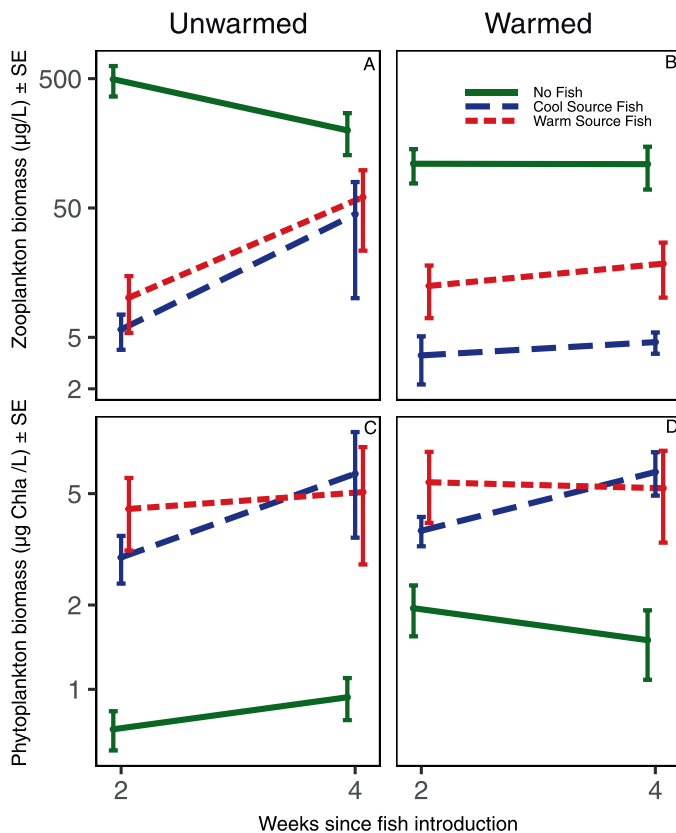 Unwarmed
Warmed
Zooplankton biomass (µg/L) ± SE
500
50
5
2
A
B
No Fish
Cool Source Fish
Warm Source Fish
Phytoplankton biomass (µg Chla /L) ± SE
5
2
1
C
D
2
4
2
4
Weeks since fish introduction